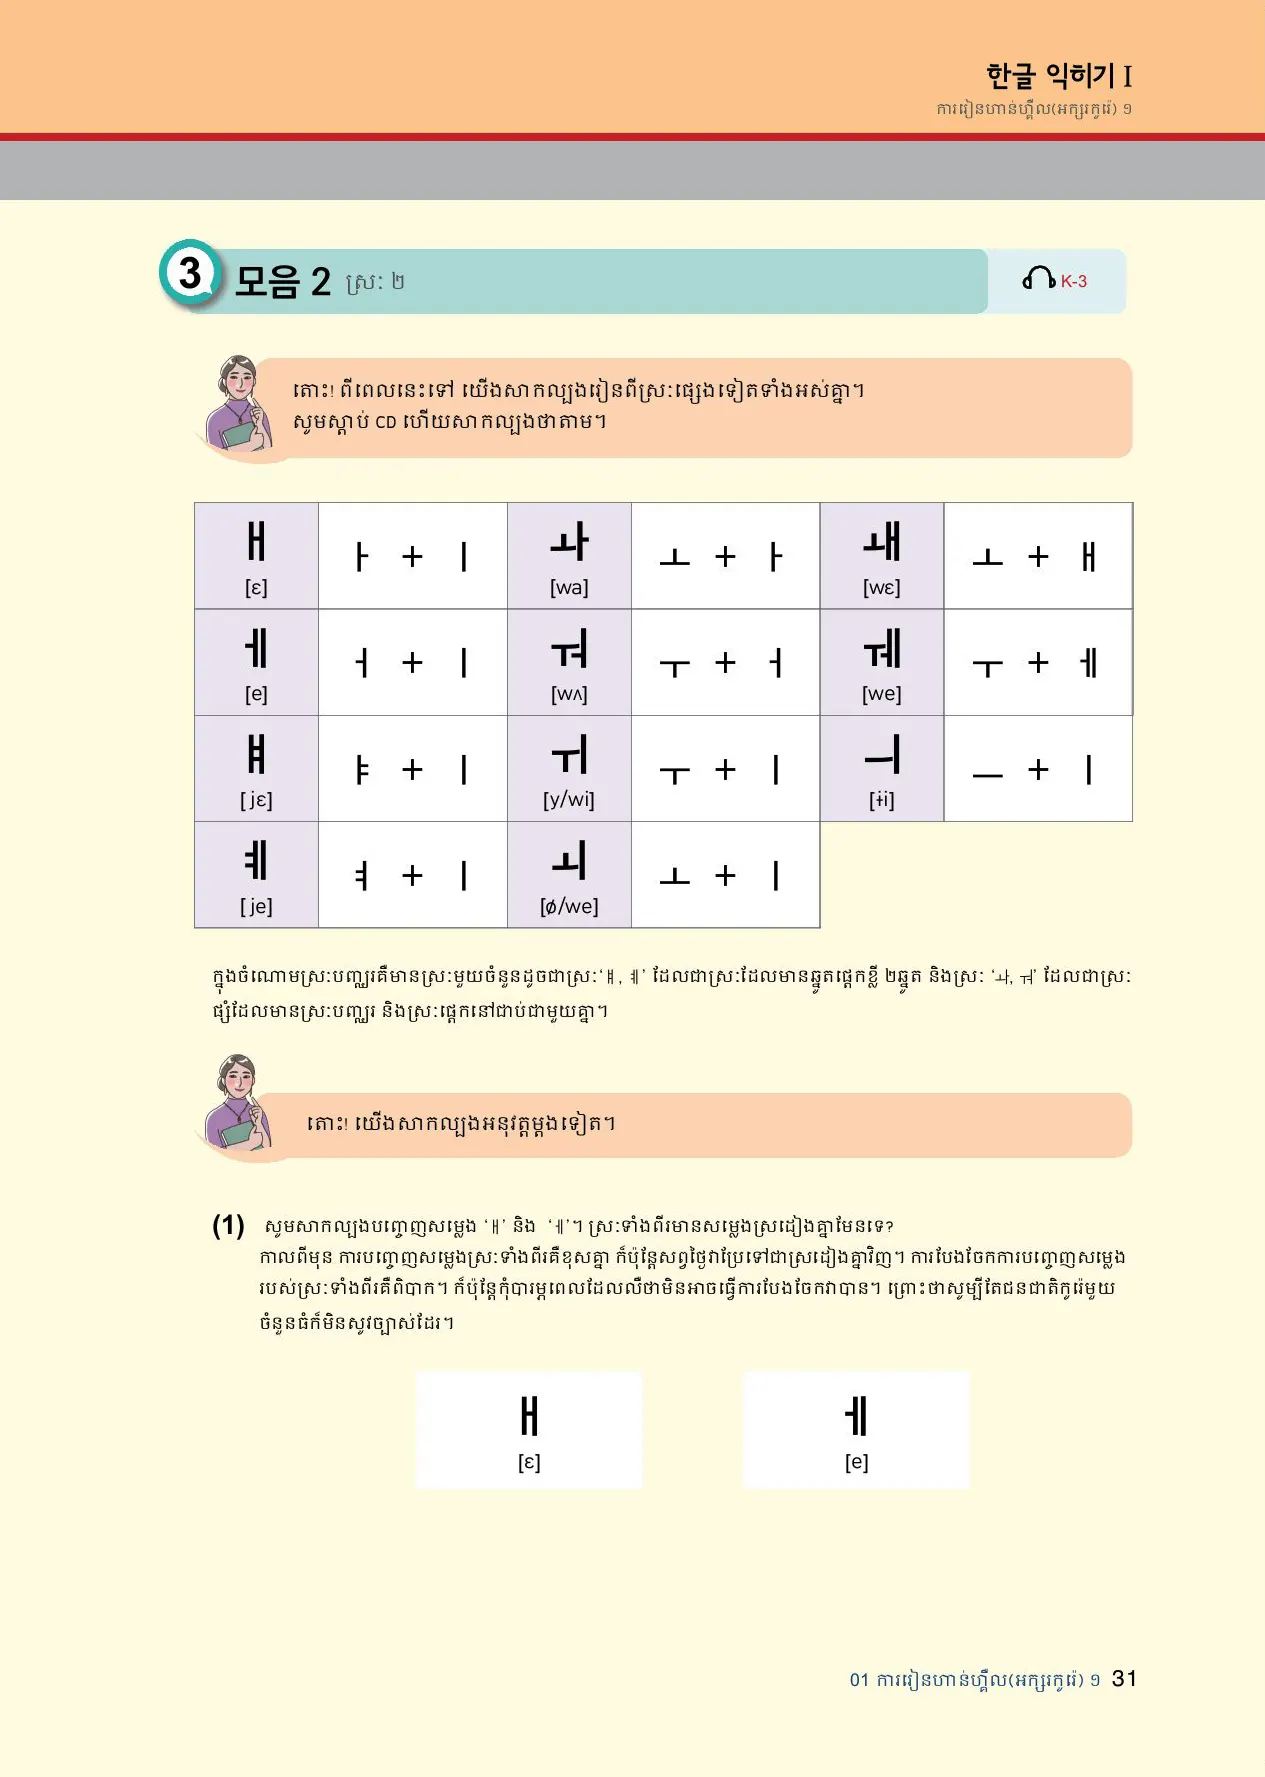 한글 익히기 I
ការរៀនហាន់ហ្គឹល(អក្សរកូរ៉េ) ១
3 모음 2 ស្រៈ ២
K-3
តោះ! ពីពេលនេះទៅ យើងសាកល្បងរៀនពីស្រៈផ្សេងទៀតទាំងអស់គ្នា។
សូមស្តាប់ CD ហើយសាកល្បងថាតាម។
ㅐ ㅏ + ㅣ ㅘ ㅗ + ㅏ ㅙ ㅗ + ㅐ
[ɛ] [wa] [wɛ]
ㅔ ㅓ + ㅣ ㅝ ㅜ + ㅓ ㅞ ㅜ + ㅔ
[e] [wʌ] [we]
ㅒ ㅑ + ㅣ ㅟ ㅜ + ㅣ ㅢ ㅡ + ㅣ
[jɛ] [y/wi] [ɨi]
ㅖ ㅕ + ㅣ ㅚ ㅗ + ㅣ
[je] [ø/we]
ក្នុងចំណោមស្រៈបញ្ឈរគឺមានស្រៈមួយចំនួនដូចជាស្រៈ‘ㅐ, ㅔ’ ដែលជាស្រៈដែលមានឆ្នូតផ្តេកខ្លី ២ឆ្នូត និងស្រៈ ‘ㅘ, ㅝ’ ដែលជាស្រៈ
ផ្សំដែលមានស្រៈបញ្ឈរ និងស្រៈផ្តេកនៅជាប់ជាមួយគ្នា។
តោះ! យើងសាកល្បងអនុវត្តម្តងទៀត។
(1) សូមសាកល្បងបញ្ចេញសម្លេង ‘ㅐ’ និង ‘ㅔ’។ ស្រៈទាំងពីរមានសម្លេងស្រដៀងគ្នាមែនទេ?
កាលពីមុន ការបញ្ចេញសម្លេងស្រៈទាំងពីរគឺខុសគ្នា ក៏ប៉ុន្តែសព្វថ្ងៃវាប្រែទៅជាស្រដៀងគ្នាវិញ។ ការបែងចែកការបញ្ចេញសម្លេង
របស់ស្រៈទាំងពីរគឺពិបាក។ ក៏ប៉ុន្តែកុំបារម្ភពេលដែលលឺថាមិនអាចធ្វើការបែងចែកវាបាន។ ព្រោះថាសូម្បីតែជនជាតិកូរ៉េមួយ
ចំនួនធំក៏មិនសូវច្បាស់ដែរ។
ㅐ ㅔ
[ɛ] [e]
01 ការរៀនហាន់ហ្គឹល(អក្សរកូរ៉េ) ១ 31